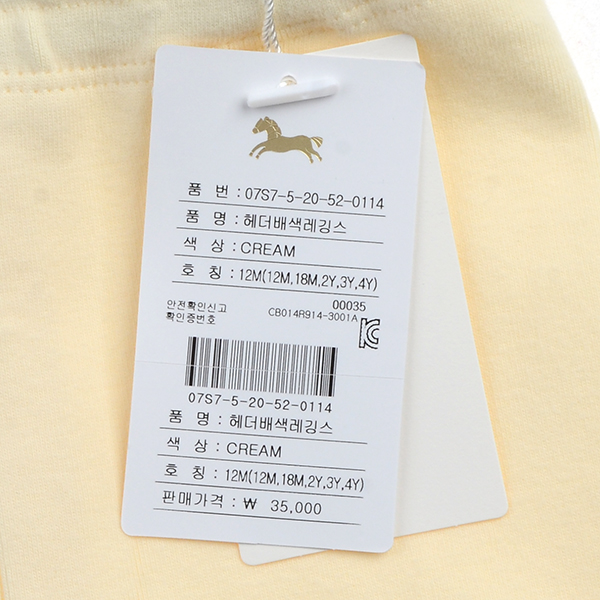 품 번 : 07S7-5-20-52-0114
품 명 : 헤더배색레깅스
색 상 : CREAM
호 칭 : 12M(12M,18M,2Y,3Y,4Y)
안전확인신고 00035
확인증번호 CB014R914-3001A
07S7-5-20-52-0114
품 명 : 헤더배색레깅스
색 상 : CREAM
호 칭 : 12M(12M,18M,2Y,3Y,4Y)
판매가격 : ₩ 35,000